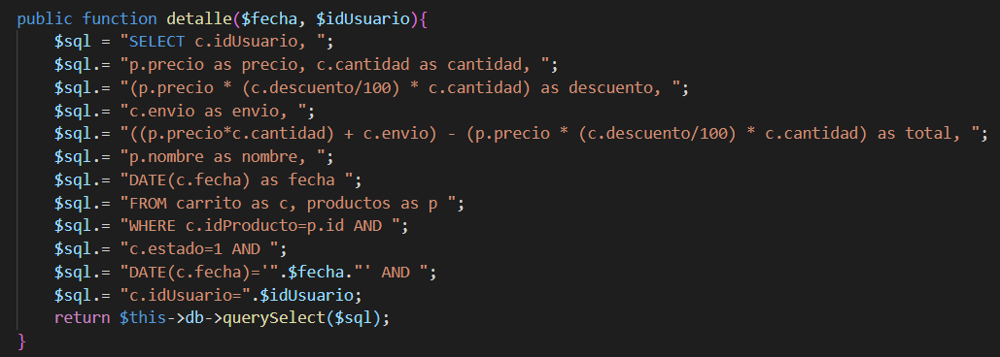 public function detalle($fecha, $idUsuario){
$sql = "SELECT c.idUsuario, ";
$sql.= "p.precio as precio, c.cantidad as cantidad, ";
$sql.= "(p.precio * (c.descuento/100) * c.cantidad) as descuento, ";
$sql.= "c.envio as envio, ";
$sql.= "((p.precio*c.cantidad) + c.envio) - (p.precio * (c.descuento/100) * c.cantidad) as total, ";
$sql.= "p.nombre as nombre, ";
$sql.= "DATE(c.fecha) as fecha ";
$sql.= "FROM carrito as c, productos as p ";
$sql.= "WHERE c.idProducto=p.id AND ";
$sql.= "c.estado=1 AND ";
$sql.= "DATE(c.fecha)='".$fecha."' AND ";
$sql.= "c.idUsuario=".$idUsuario;
return $this->db->querySelect($sql);
}